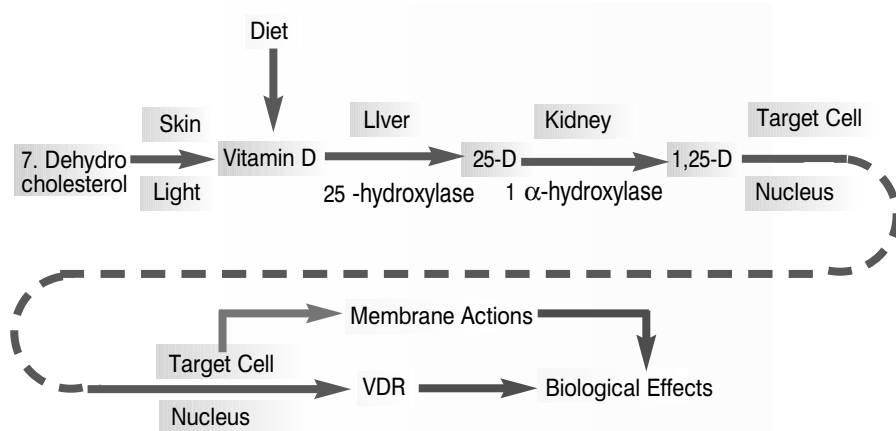 Diet
Skin
LIver
Kidney
Target Cell
7. Dehydro
cholesterol
Vitamin D
25-D
1,25-D
Light
25 -hydroxylase
1 α-hydroxylase
Nucleus
Membrane Actions
Target Cell
VDR
Biological Effects
Nucleus